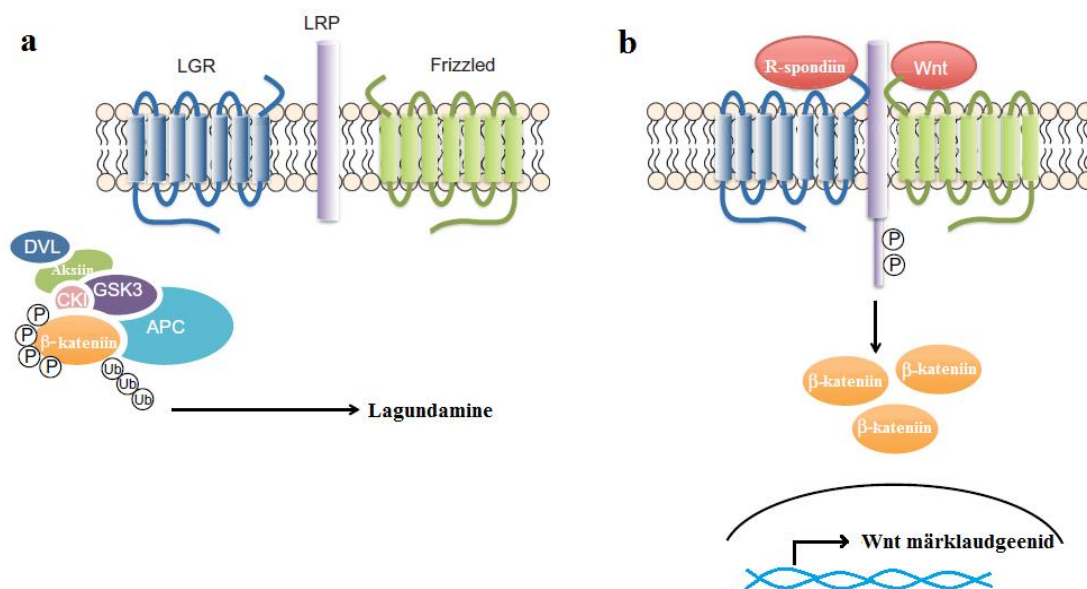 a
LRP
LGR
Frizzled
DVL
Aksiin
CKI
GSK3
APC
P
P
P
P
β-kateniin
Ub
Ub
Ub
Lagundamine
b
R-spondiin
Wnt
P
P
β-kateniin
β-kateniin
β-kateniin
Wnt märklaudgeenid